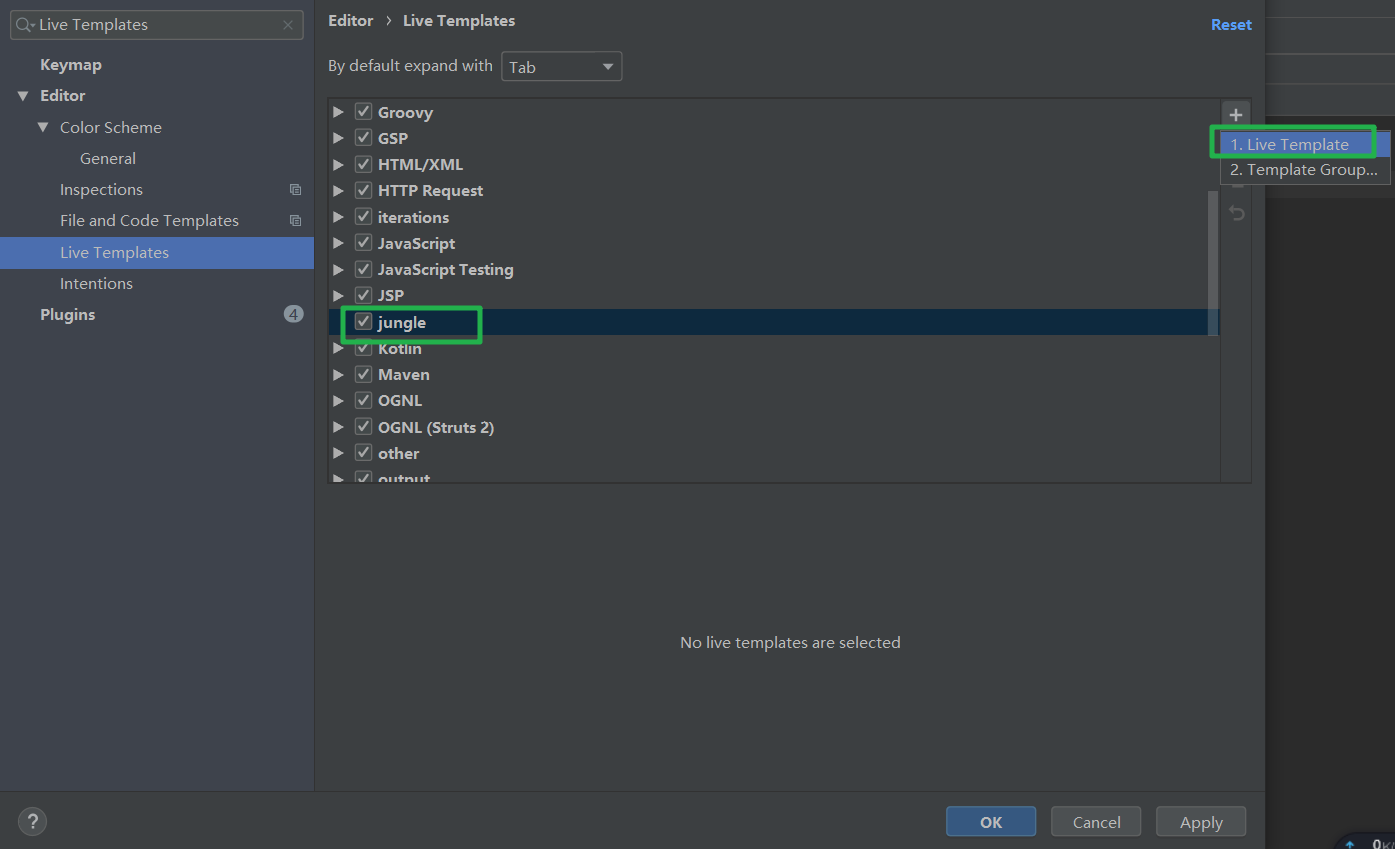 Live Templates
Keymap
Editor
Color Scheme
General
Inspections
File and Code Templates
Live Templates
Intentions
Plugins
4
Editor › Live Templates
Reset
By default expand with Tab
Groovy
GSP
HTML/XML
HTTP Request
iterations
JavaScript
JavaScript Testing
JSP
jungle
Kotlin
Maven
OGNL
OGNL (Struts 2)
other
output
+
1. Live Template
2. Template Group...
No live templates are selected
?
OK
Cancel
Apply